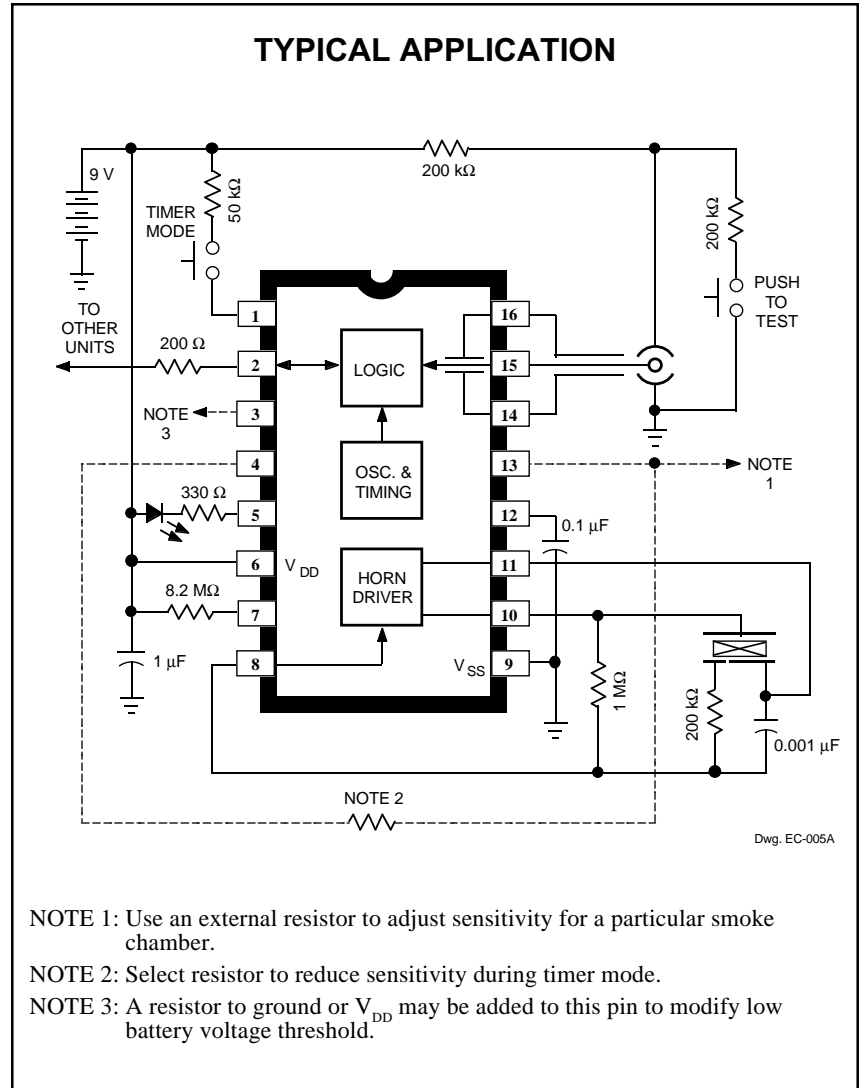 TYPICAL APPLICATION
9 V
TIMER
MODE
50 kΩ
200 kΩ
200 kΩ
PUSH
TO
TEST
TO
OTHER
UNITS
200 Ω
NOTE
3
330 Ω
8.2 MΩ
1 µF
1
2
3
4
5
6
7
8
V DD
LOGIC
OSC. &
TIMING
HORN
DRIVER
V SS
16
15
14
13
12
11
10
9
NOTE
1
0.1 µF
1 MΩ
200 kΩ
0.001 µF
NOTE 2
Dwg. EC-005A
NOTE 1: Use an external resistor to adjust sensitivity for a particular smoke
chamber.
NOTE 2: Select resistor to reduce sensitivity during timer mode.
NOTE 3: A resistor to ground or VDD may be added to this pin to modify low
battery voltage threshold.